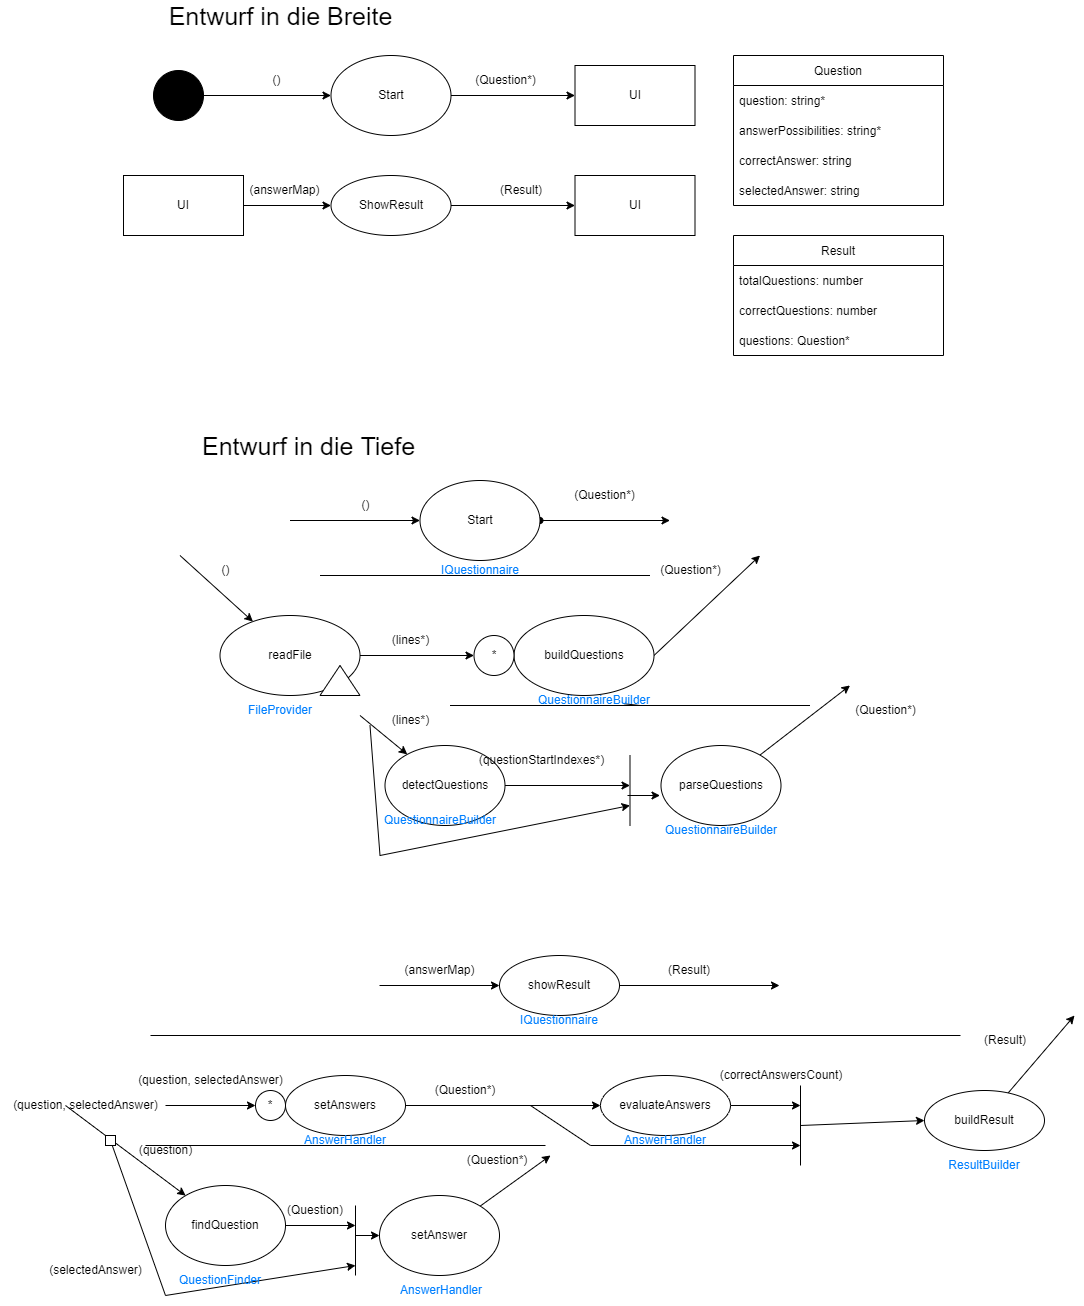 Entwurf in die Breite
()
Start
(Question*)
UI
Question
question: string*
answerPossibilities: string*
correctAnswer: string
selectedAnswer: string
UI
(answerMap)
ShowResult
(Result)
UI
Result
totalQuestions: number
correctQuestions: number
questions: Question*
Entwurf in die Tiefe
()
Start
(Question*)
IQuestionnaire
()
(Question*)
readFile
(lines*)
*
buildQuestions
FileProvider
QuestionnaireBuilder
(lines*)
(Question*)
(questionStartIndexes*)
detectQuestions
parseQuestions
QuestionnaireBuilder
QuestionnaireBuilder
(answerMap)
showResult
(Result)
IQuestionnaire
(Result)
(question, selectedAnswer)
(question, selectedAnswer)
*
setAnswers
(Question*)
evaluateAnswers
(correctAnswersCount)
buildResult
AnswerHandler
AnswerHandler
ResultBuilder
(question)
(Question*)
findQuestion
(Question)
setAnswer
(selectedAnswer)
QuestionFinder
AnswerHandler